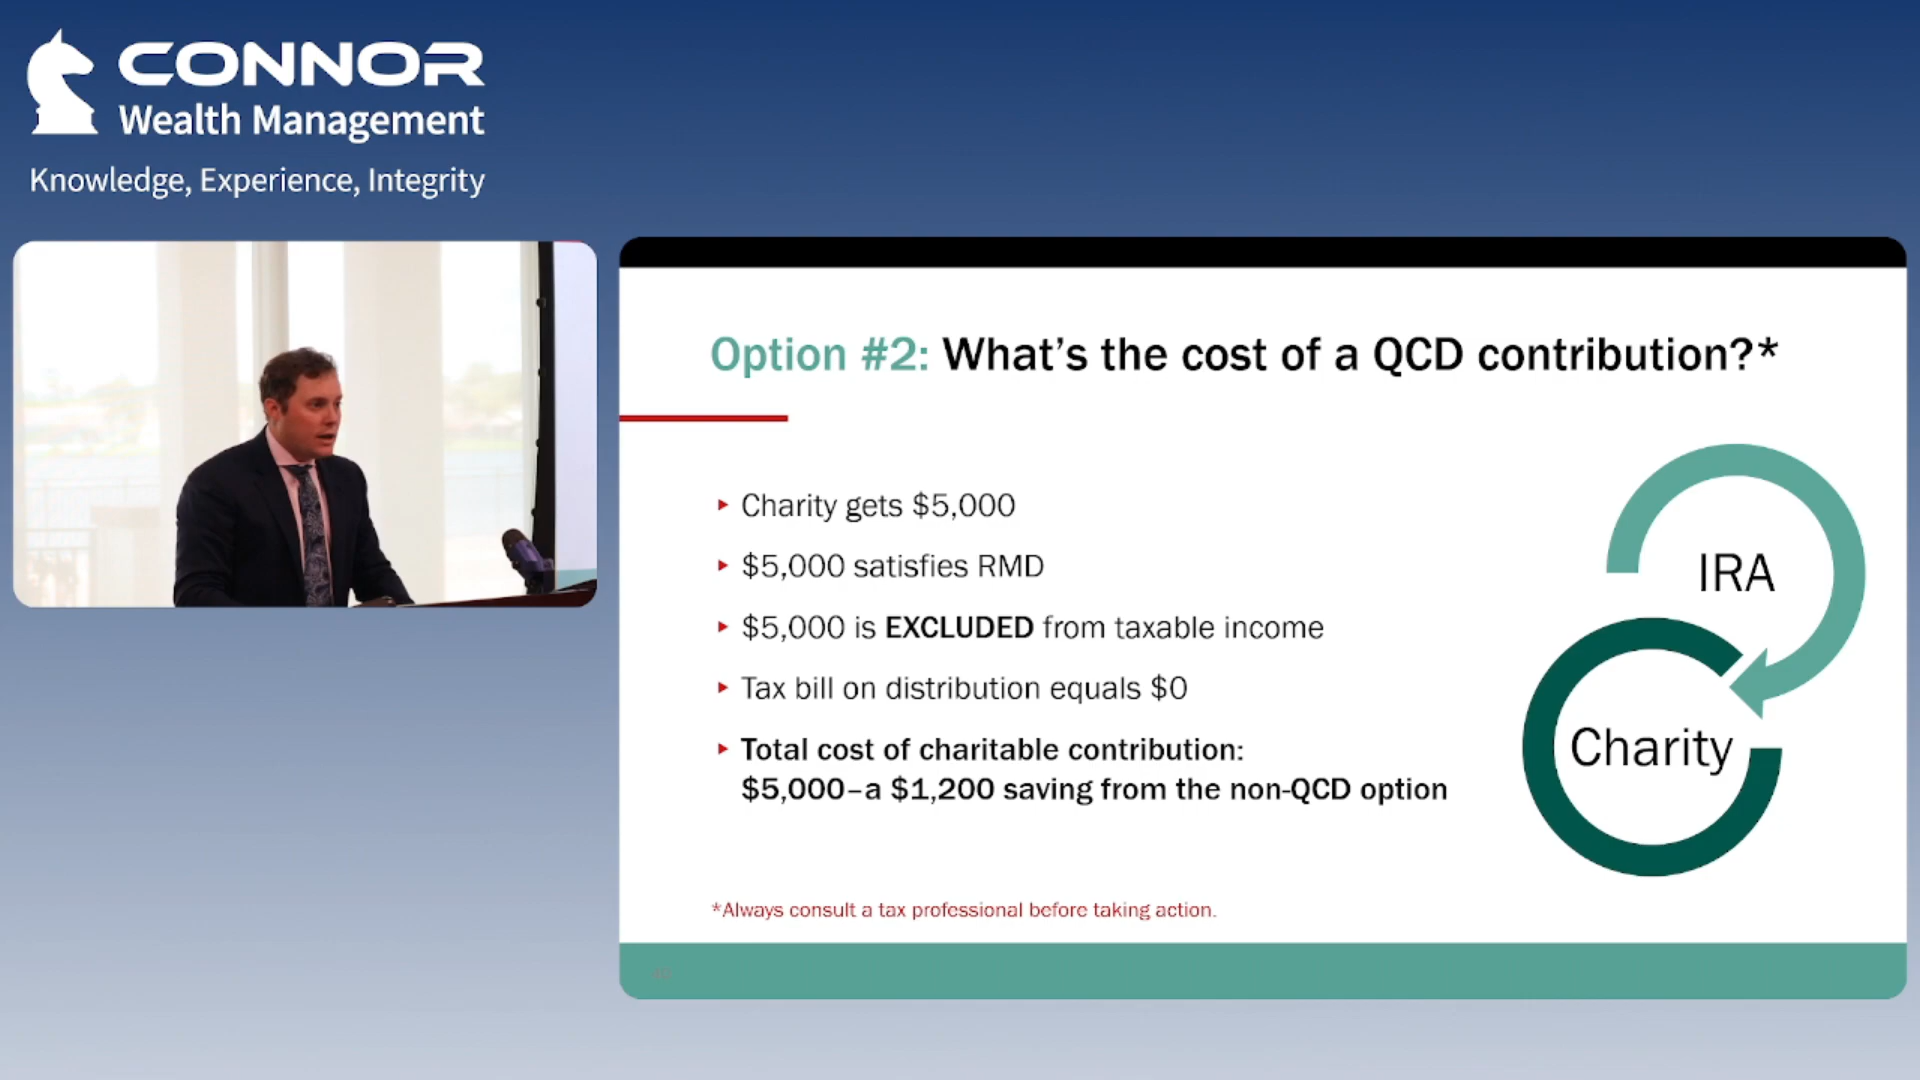 CONNOR
Wealth Management
Knowledge, Experience, Integrity
Option #2: What's the cost of a QCD contribution?*
▸ Charity gets $5,000
▸ $5,000 satisfies RMD
▸ $5,000 is EXCLUDED from taxable income
▸ Tax bill on distribution equals $0
▸ Total cost of charitable contribution:
$5,000–a $1,200 saving from the non-QCD option
IRA
Charity
*Always consult a tax professional before taking action.